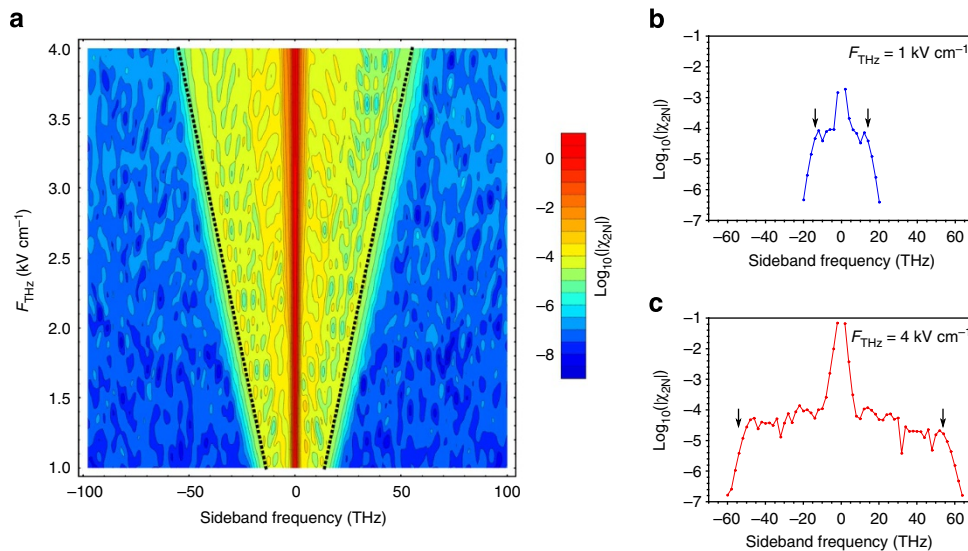 a
4.0
3.5
3.0
2.5
2.0
1.5
1.0
F_THz (kV cm⁻¹)
−100 −50 0 50 100
Sideband frequency (THz)
0
−2
−4
−6
−8
Log₁₀(|χ_2N|)
b
−1
−2
−3
−4
−5
−6
−7
Log₁₀(|χ_2N|)
F_THz = 1 kV cm⁻¹
−60 −40 −20 0 20 40 60
Sideband frequency (THz)
c
−1
−2
−3
−4
−5
−6
−7
Log₁₀(|χ_2N|)
F_THz = 4 kV cm⁻¹
−60 −40 −20 0 20 40 60
Sideband frequency (THz)